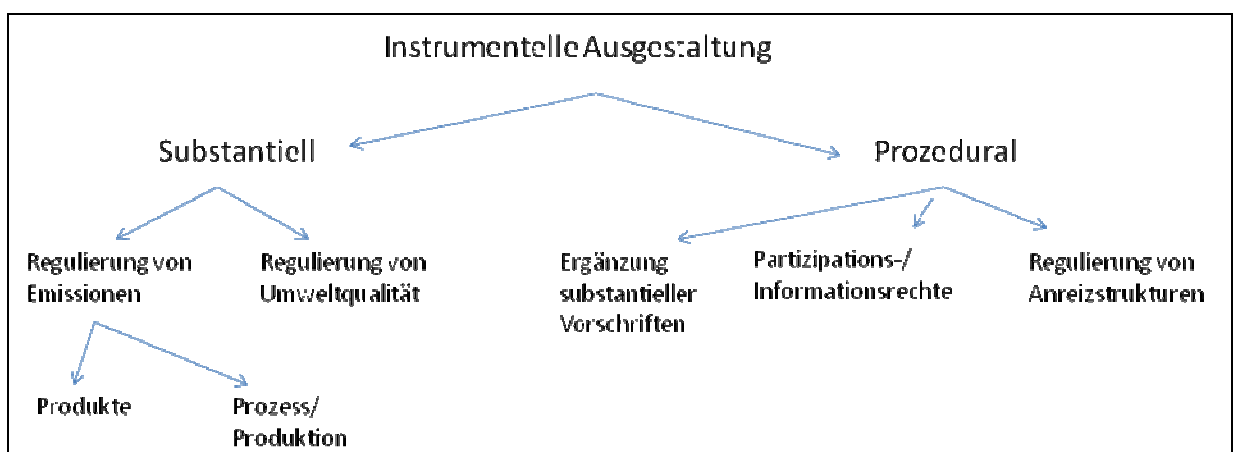 Instrumentelle Ausgestaltung
Substantiell
Prozedural
Regulierung von
Emissionen
Regulierung von
Umweltqualität
Ergänzung
substantieller
Vorschriften
Partizipations-/
Informationsrechte
Regulierung von
Anreizstrukturen
Produkte
Prozess/
Produktion